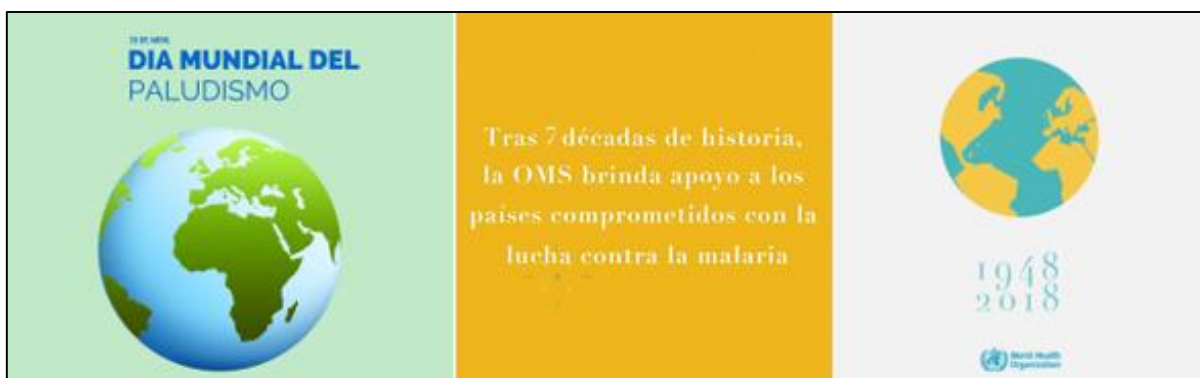 DIA MUNDIAL DEL
PALUDISMO
Tras 7 décadas de historia,
la OMS brinda apoyo a los
países comprometidos con la
lucha contra la malaria
1948
2018
World Health
Organization